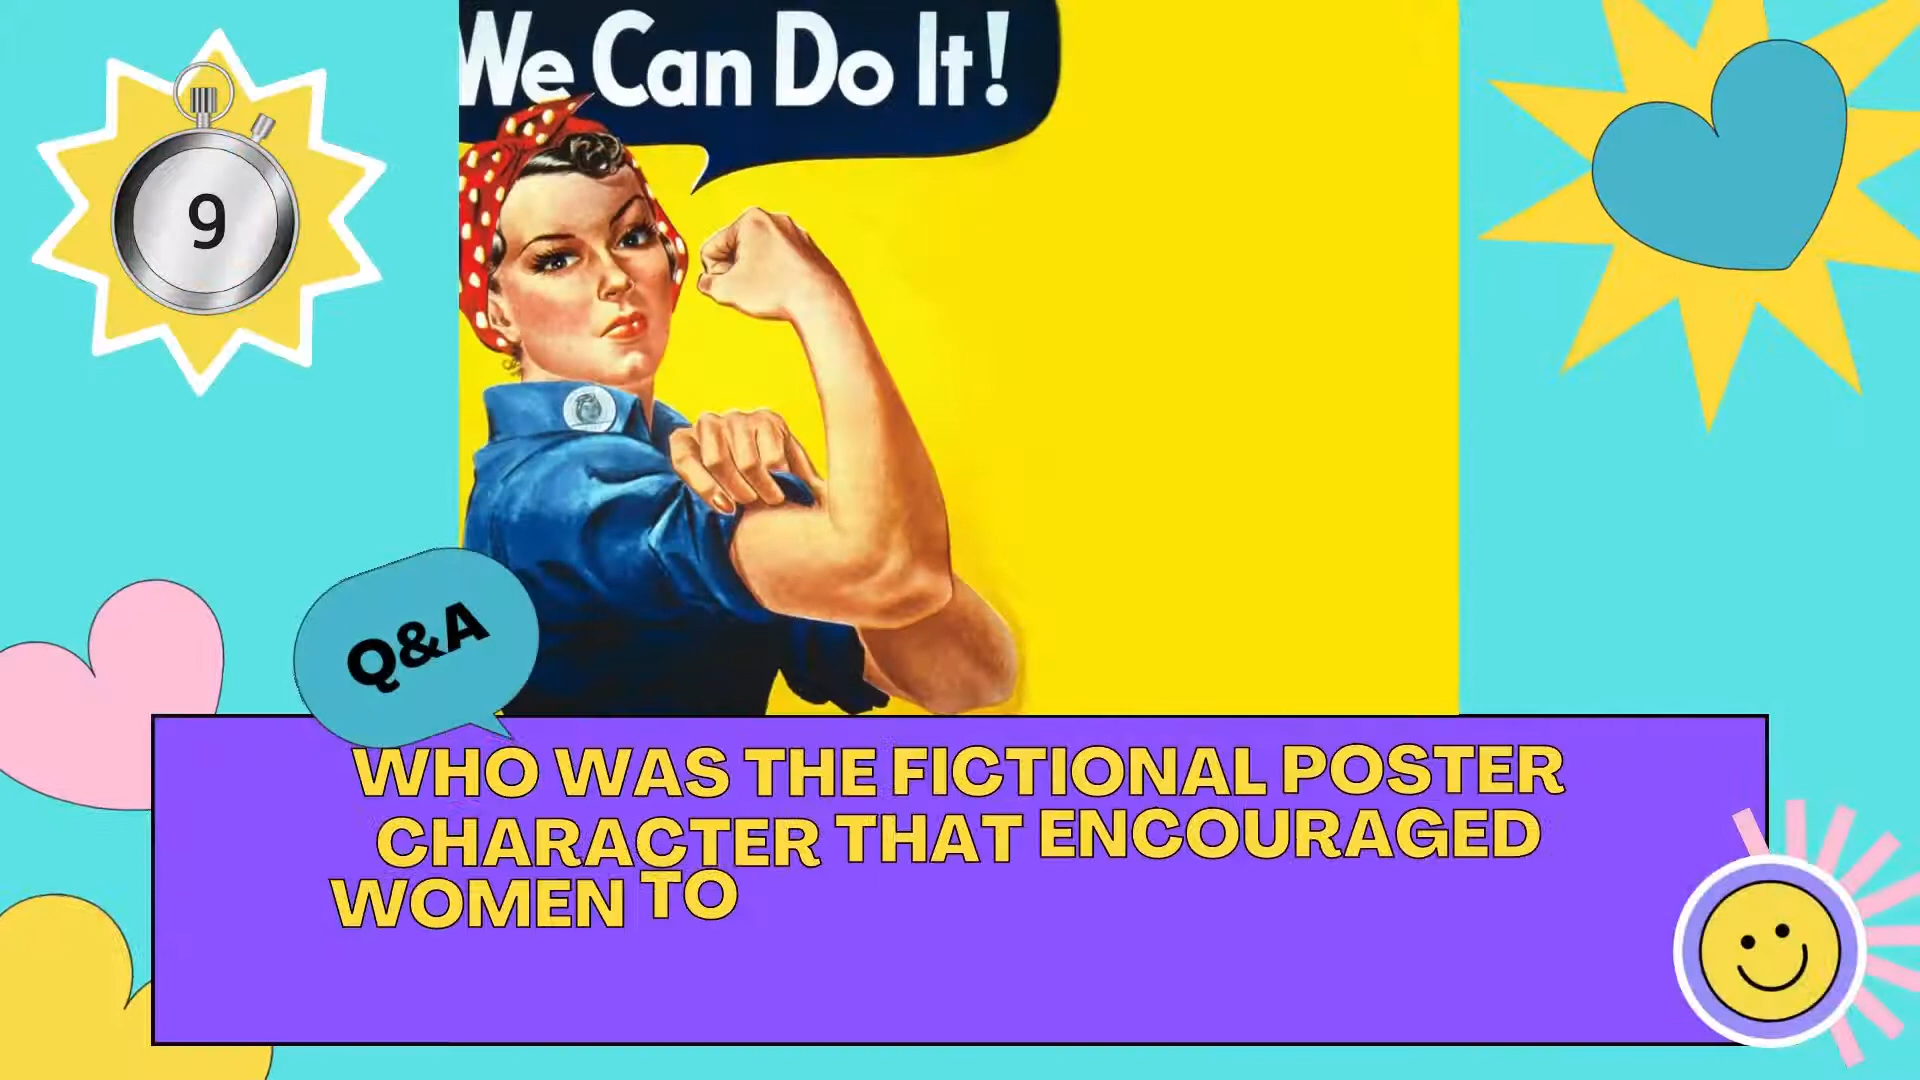 We Can Do It!
9
Q&A
WHO WAS THE FICTIONAL POSTER
CHARACTER THAT ENCOURAGED
WOMEN TO